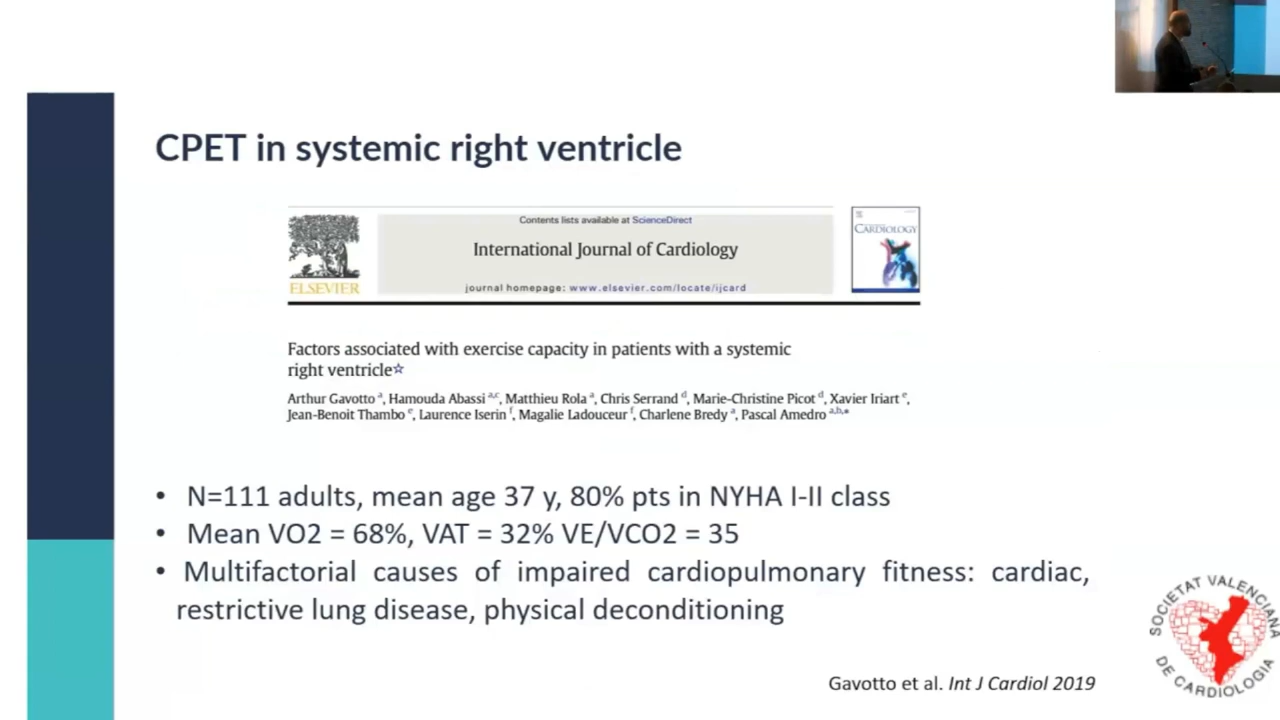 CPET in systemic right ventricle
Contents lists available at ScienceDirect
International Journal of Cardiology
journal homepage: www.elsevier.com/locate/ijcard
ELSEVIER
CARDIOLOGY
Factors associated with exercise capacity in patients with a systemic
right ventricle☆
Arthur Gavotto a, Hamouda Abassi a,c, Matthieu Rola a, Chris Serrand d, Marie-Christine Picot d, Xavier Iriart e,
Jean-Benoit Thambo e, Laurence Iserin f, Magalie Ladouceur f, Charlene Bredy a, Pascal Amedro a,b,*
• N=111 adults, mean age 37 y, 80% pts in NYHA I-II class
• Mean VO2 = 68%, VAT = 32% VE/VCO2 = 35
• Multifactorial causes of impaired cardiopulmonary fitness: cardiac,
restrictive lung disease, physical deconditioning
Gavotto et al. Int J Cardiol 2019
SOCIETAT VALENCIANA
DE CARDIOLOGIA